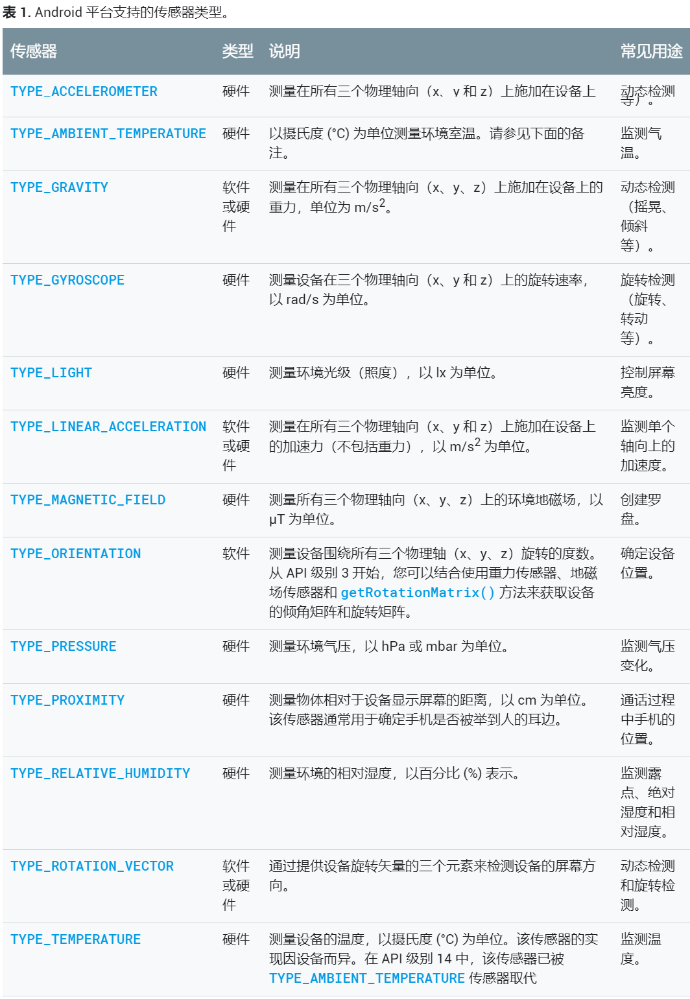 表 1. Android 平台支持的传感器类型。
传感器 类型 说明 常见用途
TYPE_ACCELEROMETER 硬件 测量在所有三个物理轴向（x、y 和 z）上施加在设备上 动态检测
等）。
TYPE_AMBIENT_TEMPERATURE 硬件 以摄氏度 (°C) 为单位测量环境室温。请参见下面的备 监测气
注。 温。
TYPE_GRAVITY 软件 测量在所有三个物理轴向（x、y、z）上施加在设备上的 动态检测
或硬 重力，单位为 m/s2。 （摇晃、
件 倾斜
等）。
TYPE_GYROSCOPE 硬件 测量设备在三个物理轴向（x、y 和 z）上的旋转速率， 旋转检测
以 rad/s 为单位。 （旋转、
转动
等）。
TYPE_LIGHT 硬件 测量环境光级（照度），以 lx 为单位。 控制屏幕
亮度。
TYPE_LINEAR_ACCELERATION 软件 测量在所有三个物理轴向（x、y 和 z）上施加在设备上 监测单个
或硬 的加速力（不包括重力），以 m/s2 为单位。 轴向上的
件 加速度。
TYPE_MAGNETIC_FIELD 硬件 测量所有三个物理轴向（x、y、z）上的环境地磁场，以 创建罗
μT 为单位。 盘。
TYPE_ORIENTATION 软件 测量设备围绕所有三个物理轴（x、y、z）旋转的度数。 确定设备
从 API 级别 3 开始，您可以结合使用重力传感器、地磁 位置。
场传感器和 getRotationMatrix() 方法来获取设备
的倾角矩阵和旋转矩阵。
TYPE_PRESSURE 硬件 测量环境气压，以 hPa 或 mbar 为单位。 监测气压
变化。
TYPE_PROXIMITY 硬件 测量物体相对于设备显示屏幕的距离，以 cm 为单位。 通话过程
该传感器通常用于确定手机是否被举到人的耳边。 中手机的
位置。
TYPE_RELATIVE_HUMIDITY 硬件 测量环境的相对湿度，以百分比 (%) 表示。 监测露
点、绝对
湿度和相
对湿度。
TYPE_ROTATION_VECTOR 软件 通过提供设备旋转矢量的三个元素来检测设备的屏幕方 动态检测
或硬 向。 和旋转检
件 测。
TYPE_TEMPERATURE 硬件 测量设备的温度，以摄氏度 (°C) 为单位。该传感器的实 监测温
现因设备而异。在 API 级别 14 中，该传感器已被 度。
TYPE_AMBIENT_TEMPERATURE 传感器取代